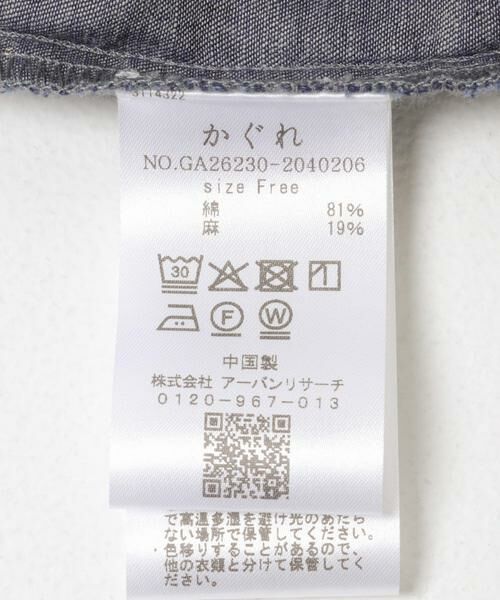 3114322
かぐれ
NO.GA26230-2040206
size Free
綿 81%
麻 19%
30
F W
中国製
株式会社 アーバンリサーチ
0120-967-013
で高温多湿を避け光のあたら
ない場所で保管してください。
・色移りすることがあるので、
他の衣類と分けて保管してく
ださい。